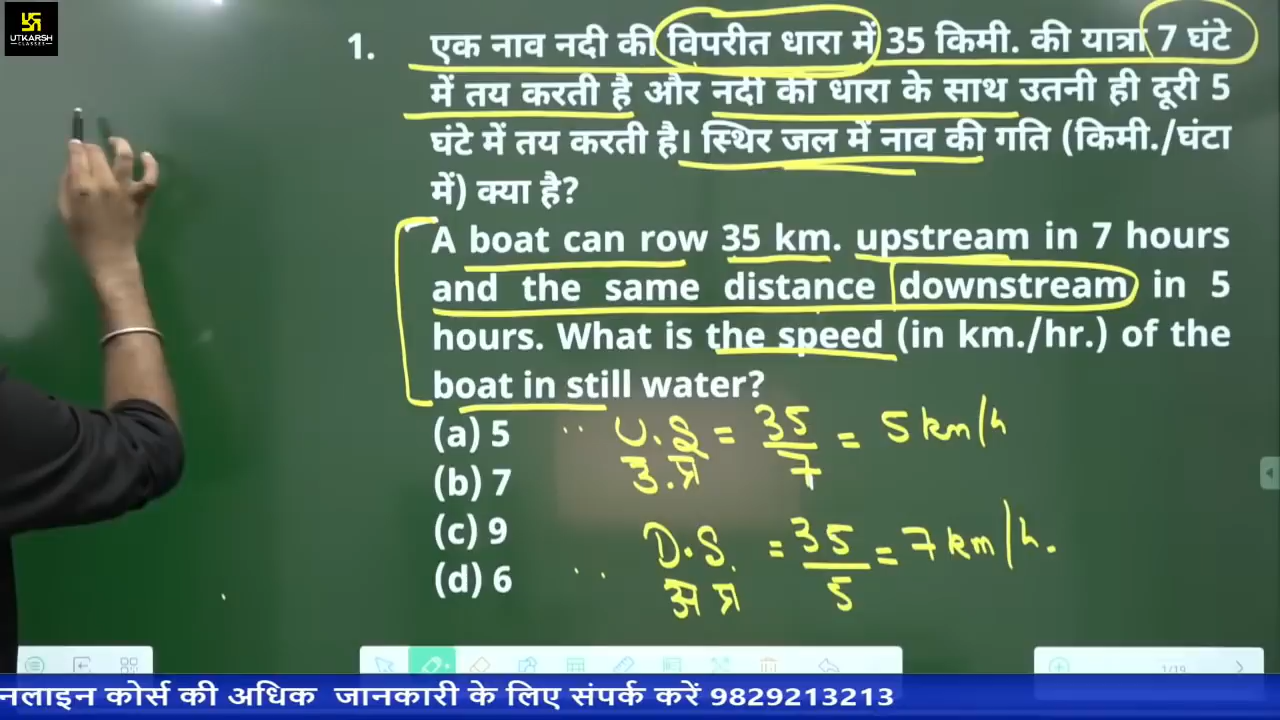 UTKARSH
CLASSES
1. एक नाव नदी की विपरीत धारा में 35 किमी. की यात्रा 7 घंटे
में तय करती है और नदी की धारा के साथ उतनी ही दूरी 5
घंटे में तय करती है। स्थिर जल में नाव की गति (किमी./घंटा
में) क्या है?
A boat can row 35 km. upstream in 7 hours
and the same distance downstream in 5
hours. What is the speed (in km./hr.) of the
boat in still water?
(a) 5
U.S = 35/7 = 5 km/h
उ.प्र
(b) 7
(c) 9
D.S. = 35/5 = 7 km/h.
अ प्र
(d) 6
1/19
नलाइन कोर्स की अधिक जानकारी के लिए संपर्क करें 9829213213